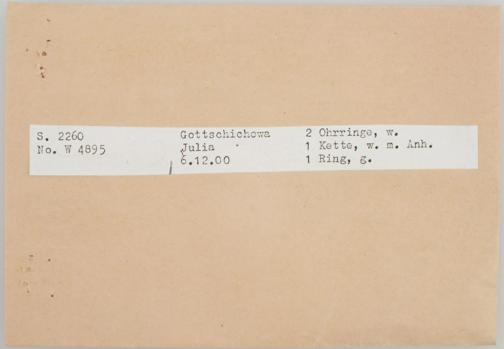 S. 2260 Gottschichowa 2 Ohrringe, w.
No. W 4895 Julia 1 Kette, w. m. Anh.
6.12.00 1 Ring, g.